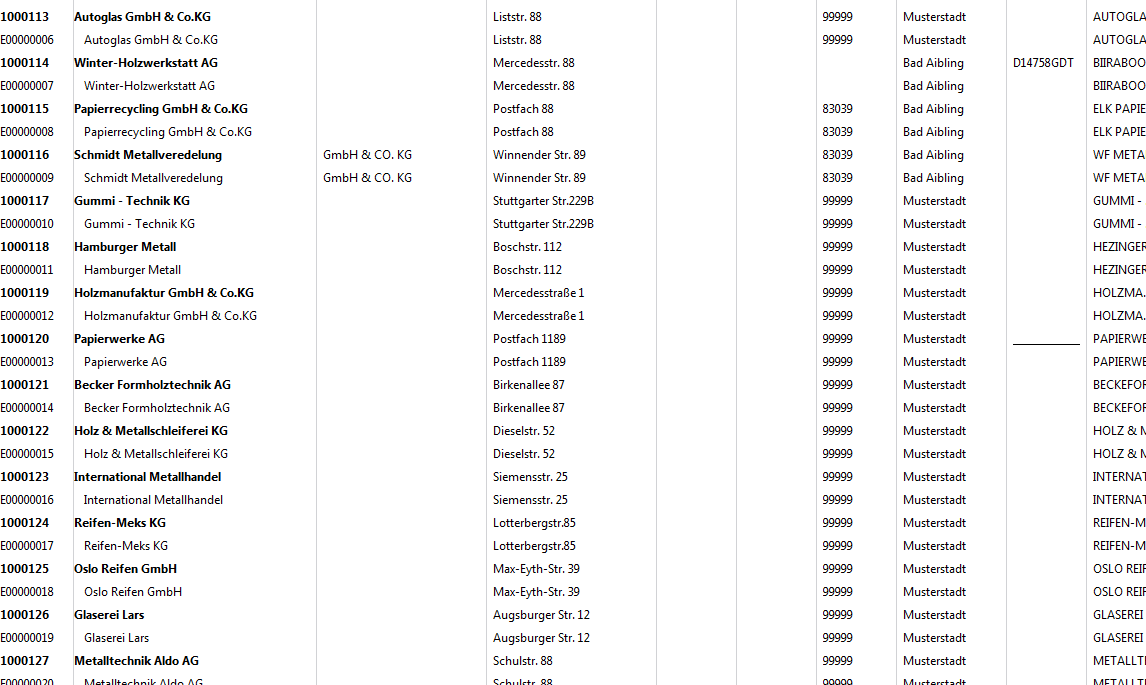 1000113 Autoglas GmbH & Co.KG Liststr. 88 99999 Musterstadt AUTOGLA
E00000006 Autoglas GmbH & Co.KG Liststr. 88 99999 Musterstadt AUTOGLA
1000114 Winter-Holzwerkstatt AG Mercedesstr. 88 Bad Aibling D14758GDT BIIRABOO
E00000007 Winter-Holzwerkstatt AG Mercedesstr. 88 Bad Aibling BIIRABOO
1000115 Papierrecycling GmbH & Co.KG Postfach 88 83039 Bad Aibling ELK PAPIE
E00000008 Papierrecycling GmbH & Co.KG Postfach 88 83039 Bad Aibling ELK PAPIE
1000116 Schmidt Metallveredelung GmbH & CO. KG Winnender Str. 89 83039 Bad Aibling WF META
E00000009 Schmidt Metallveredelung GmbH & CO. KG Winnender Str. 89 83039 Bad Aibling WF META
1000117 Gummi - Technik KG Stuttgarter Str.229B 99999 Musterstadt GUMMI -
E00000010 Gummi - Technik KG Stuttgarter Str.229B 99999 Musterstadt GUMMI -
1000118 Hamburger Metall Boschstr. 112 99999 Musterstadt HEZINGER
E00000011 Hamburger Metall Boschstr. 112 99999 Musterstadt HEZINGER
1000119 Holzmanufaktur GmbH & Co.KG Mercedesstraße 1 99999 Musterstadt HOLZMA.
E00000012 Holzmanufaktur GmbH & Co.KG Mercedesstraße 1 99999 Musterstadt HOLZMA.
1000120 Papierwerke AG Postfach 1189 99999 Musterstadt ___________ PAPIERWE
E00000013 Papierwerke AG Postfach 1189 99999 Musterstadt PAPIERWE
1000121 Becker Formholztechnik AG Birkenallee 87 99999 Musterstadt BECKEFOR
E00000014 Becker Formholztechnik AG Birkenallee 87 99999 Musterstadt BECKEFOR
1000122 Holz & Metallschleiferei KG Dieselstr. 52 99999 Musterstadt HOLZ & M
E00000015 Holz & Metallschleiferei KG Dieselstr. 52 99999 Musterstadt HOLZ & M
1000123 International Metallhandel Siemensstr. 25 99999 Musterstadt INTERNAT
E00000016 International Metallhandel Siemensstr. 25 99999 Musterstadt INTERNAT
1000124 Reifen-Meks KG Lotterbergstr.85 99999 Musterstadt REIFEN-M
E00000017 Reifen-Meks KG Lotterbergstr.85 99999 Musterstadt REIFEN-M
1000125 Oslo Reifen GmbH Max-Eyth-Str. 39 99999 Musterstadt OSLO REIF
E00000018 Oslo Reifen GmbH Max-Eyth-Str. 39 99999 Musterstadt OSLO REIF
1000126 Glaserei Lars Augsburger Str. 12 99999 Musterstadt GLASEREI
E00000019 Glaserei Lars Augsburger Str. 12 99999 Musterstadt GLASEREI
1000127 Metalltechnik Aldo AG Schulstr. 88 99999 Musterstadt METALLTE
E00000020 Metalltechnik Aldo AG Schulstr. 88 99999 Musterstadt METALLTE